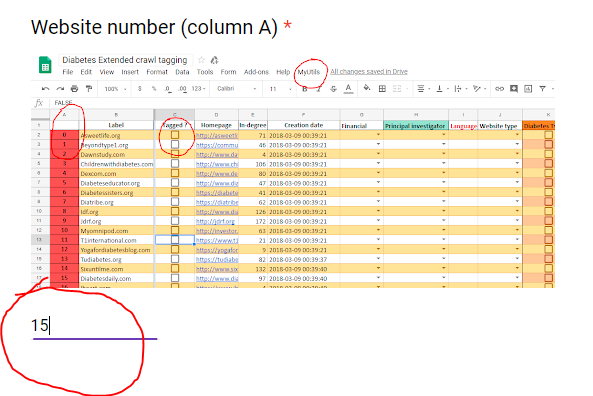 Website number (column A) *
Diabetes Extended crawl tagging
File Edit View Insert Format Data Tools Form Add-ons Help MyUtils All changes saved in Drive
100% $ % .0 .00 123 Calibri 11 B I S A
fx FALSE
A B C D E F G H I J K
1 Label Tagged ? Homepage In-degree Creation date Financial Principal investigator Language Website type Diabetes
2 0 Asweetlife.org http://asweetli 71 2018-03-09 00:39:21
3 1 Beyondtype1.org https://commu 46 2018-03-09 00:39:21
4 2 Dawnstudy.com http://www.da 4 2018-03-09 00:39:21
5 3 Childrenwithdiabetes.com http://www.chi 106 2018-03-09 00:39:21
6 4 Dexcom.com http://www.de 80 2018-03-09 00:39:21
7 5 Diabeteseducator.org http://www.diz 47 2018-03-09 00:39:21
8 6 Diabetessisters.org https://diabete 41 2018-03-09 00:39:21
9 7 Diatribe.org https://diatribe 62 2018-03-09 00:39:21
10 8 Idf.org http://www.dia 126 2018-03-09 00:39:21
11 9 Jdrf.org http://jdrf.org 172 2018-03-09 00:39:21
12 10 Myomnipod.com http://investor. 63 2018-03-09 00:39:21
13 11 T1international.com https://www.t1 21 2018-03-09 00:39:21
14 12 Yogafordiabetesblog.com https://yogafor 9 2018-03-09 00:39:21
15 13 Tudiabetes.org https://tudiabe 82 2018-03-09 00:39:37
16 14 Sixuntilme.com http://www.six 132 2018-03-09 00:39:40
17 15 Diabetesdaily.com http://www.dia 97 2018-03-09 00:39:40
15